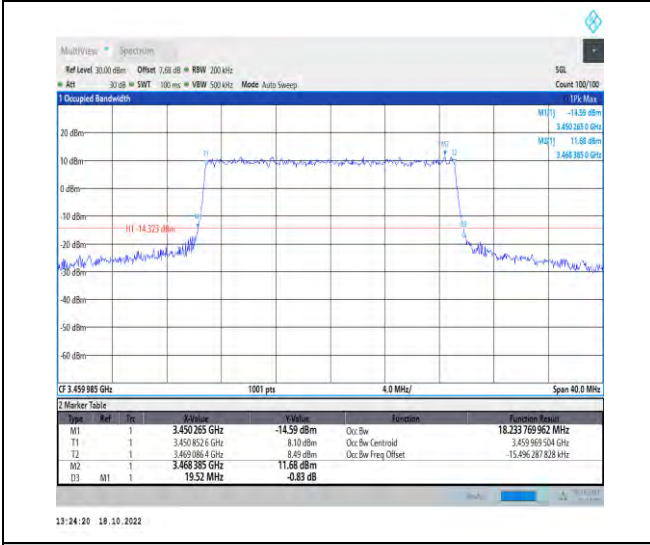 MultiView Spectrum
Ref Level 30.00 dBm Offset 7.68 dB RBW 200 kHz SGL
Att 30 dB SWT 100 ms VBW 500 kHz Mode Auto Sweep Count 100/100
1 Occupied Bandwidth 1Pk Max
M1[1] -14.59 dBm
3.450 265 0 GHz
20 dBm
M2[1] 11.68 dBm
3.468 385 0 GHz
M2
T1 T2
10 dBm
0 dBm
-10 dBm
H1 -14.323 dBm
-20 dBm
-30 dBm
-40 dBm
-50 dBm
-60 dBm
CF 3.459 985 GHz 1001 pts 4.0 MHz/ Span 40.0 MHz
2 Marker Table
Type Ref Trc X-Value Y-Value Function Function Result
M1 1 3.450 265 GHz -14.59 dBm Occ Bw 18.233 769 962 MHz
T1 1 3.450 852 6 GHz 8.10 dBm Occ Bw Centroid 3.459 969 504 GHz
T2 1 3.469 086 4 GHz 8.49 dBm Occ Bw Freq Offset -15.496 287 828 kHz
M2 1 3.468 385 GHz 11.68 dBm
D3 M1 1 19.52 MHz -0.83 dB
13:24:20 18.10.2022